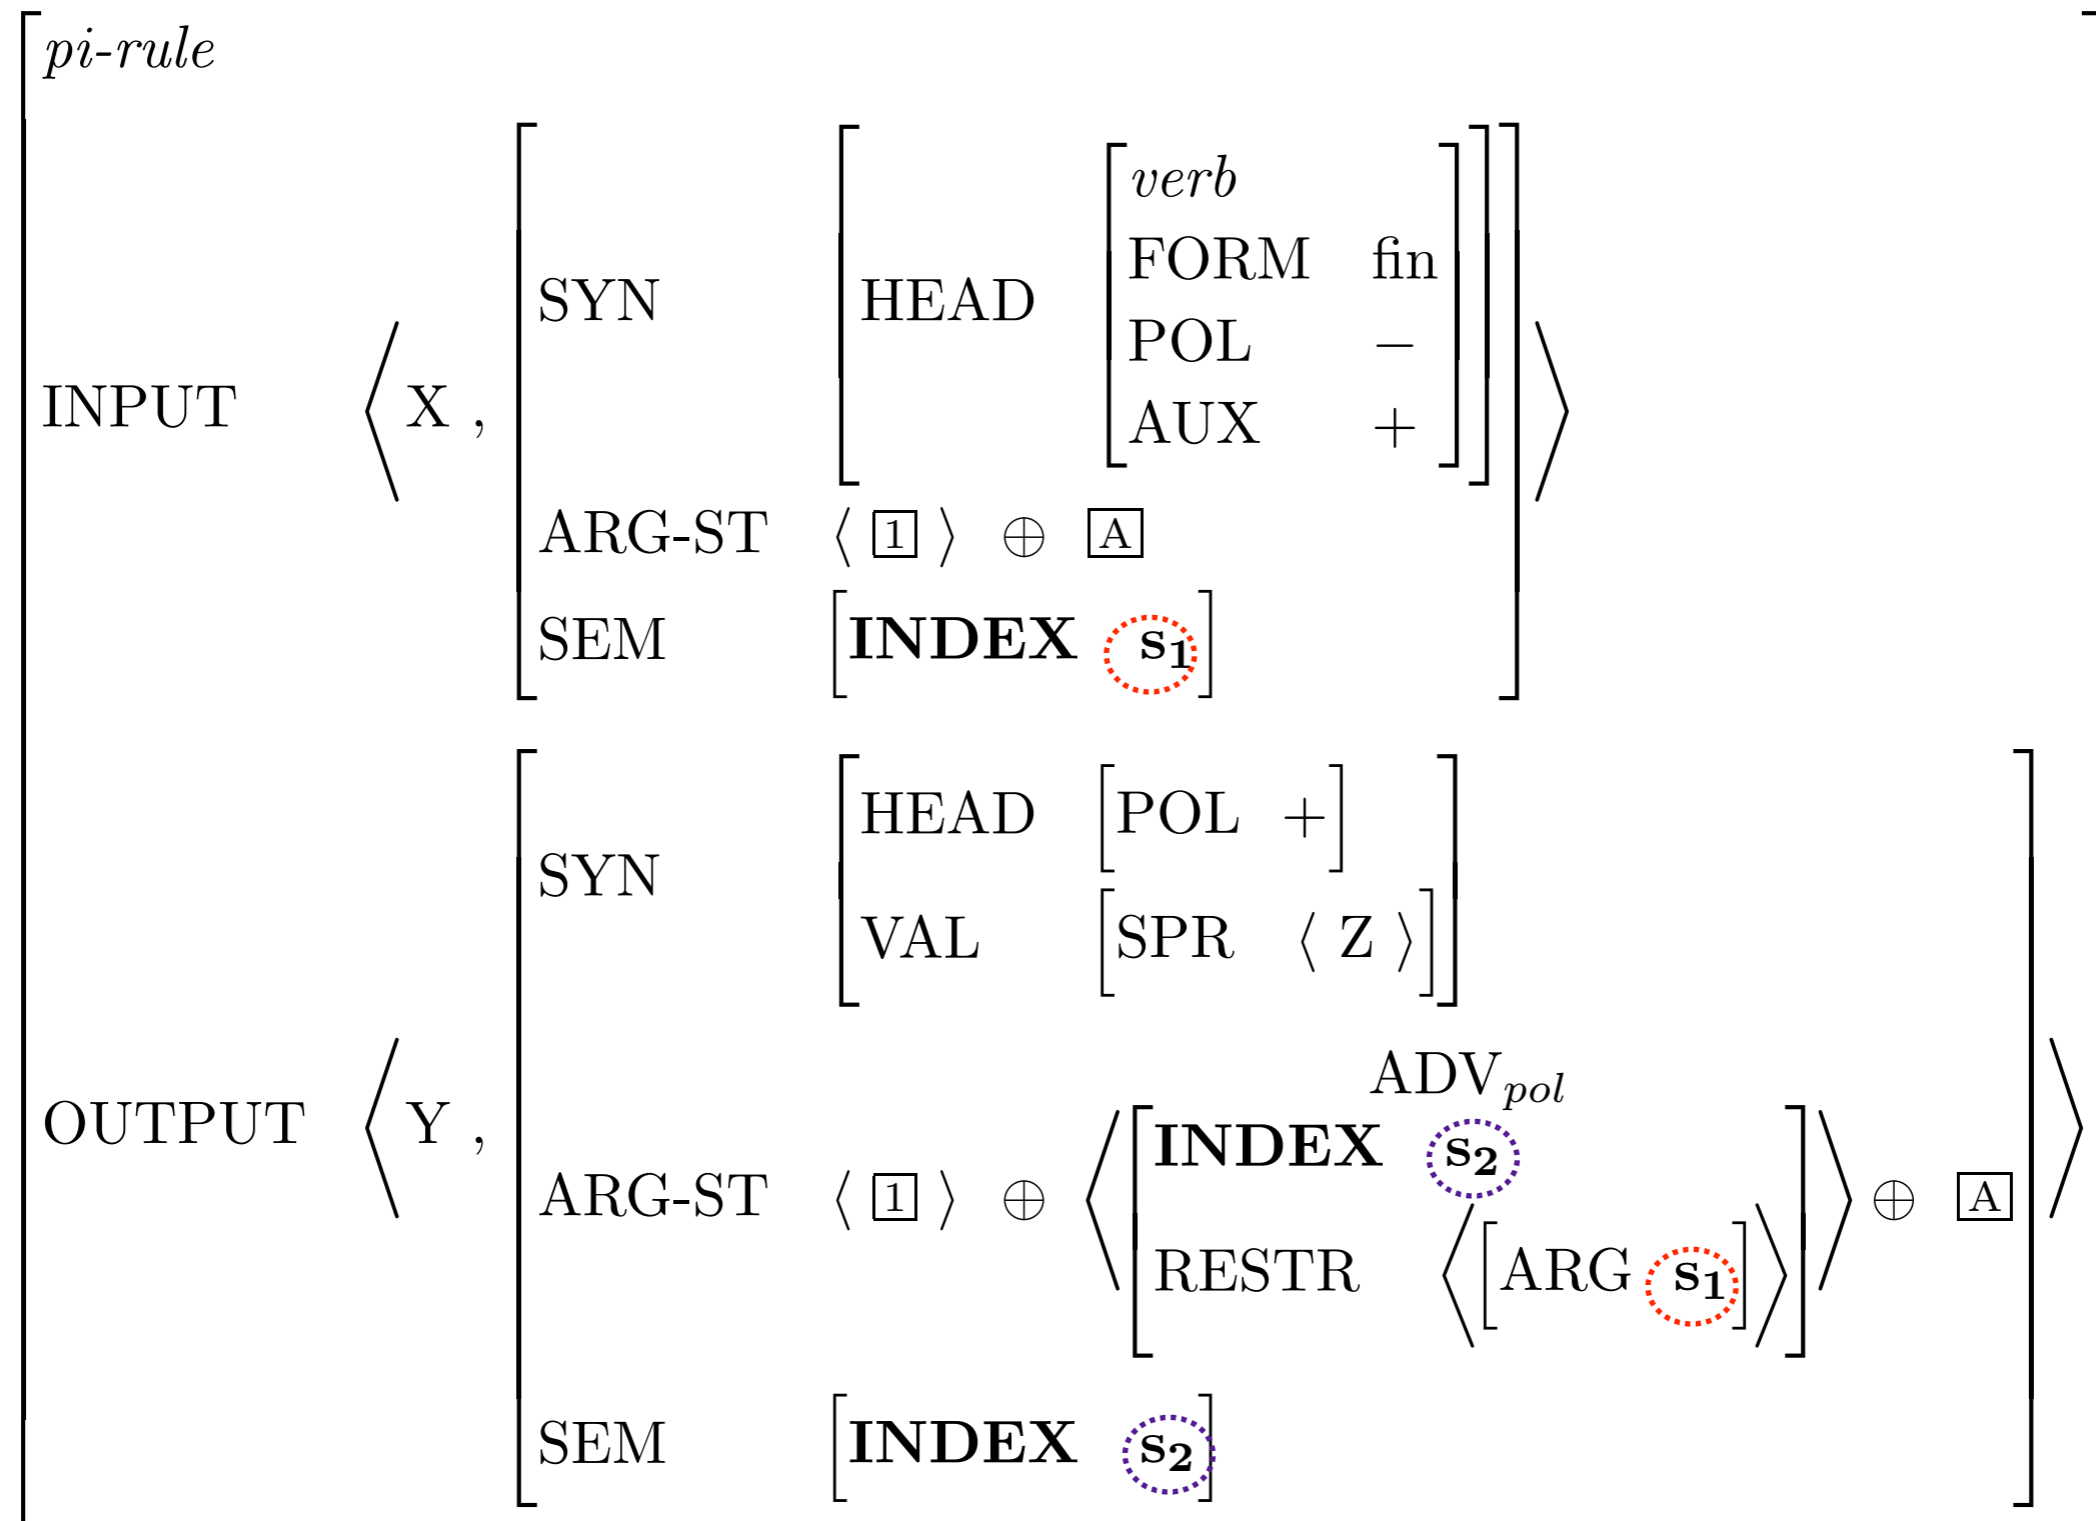 pi-rule
verb
FORM fin
SYN HEAD POL −
INPUT ⟨ X , AUX + ⟩
ARG-ST ⟨ 1 ⟩ ⊕ A
SEM [INDEX s₁]
HEAD [POL +]
SYN
VAL [SPR ⟨ Z ⟩]
ADVpol
OUTPUT ⟨ Y , INDEX s₂
ARG-ST ⟨ 1 ⟩ ⊕ ⟨ ⟩ ⊕ A ⟩
RESTR ⟨[ARG s₁]⟩
SEM [INDEX s₂]